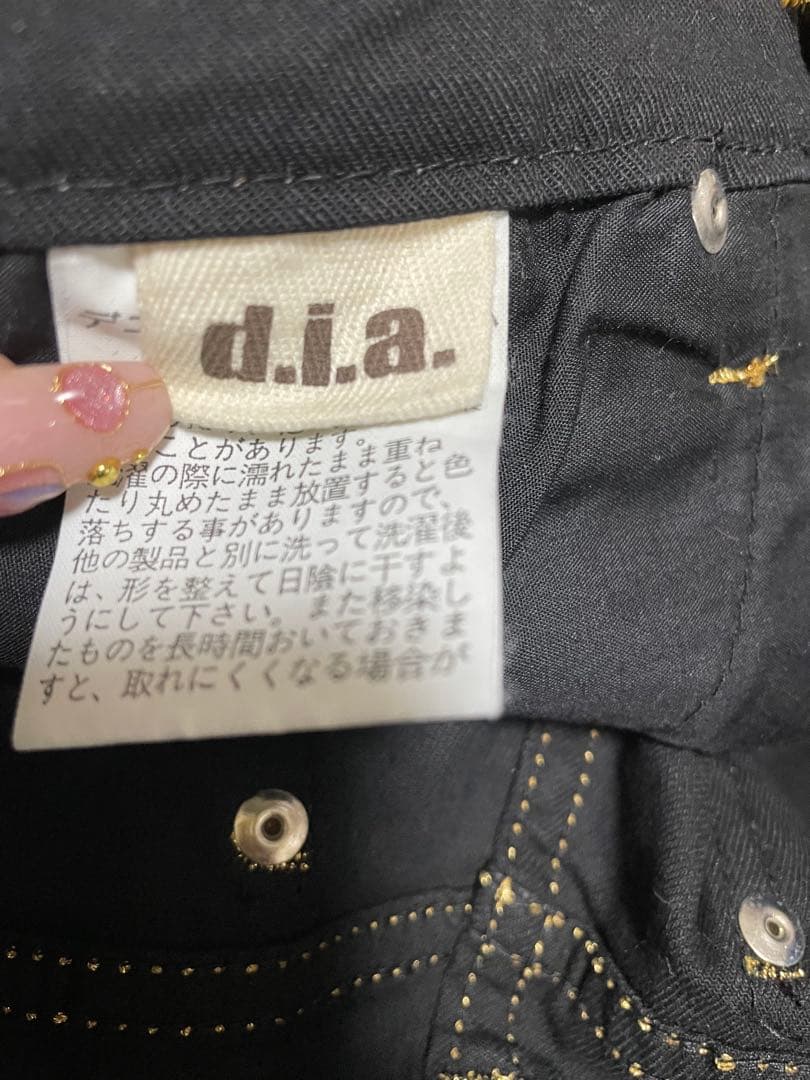 d.i.a.
ことがあります。
濯の際に濡れたまま重ね
たり丸めたまま放置すると色
落ちする事がありますので、
他の製品と別に洗って洗濯後
は、形を整えて日陰に干すよ
うにして下さい。また移染し
たものを長時間おいておきま
すと、取れにくくなる場合が